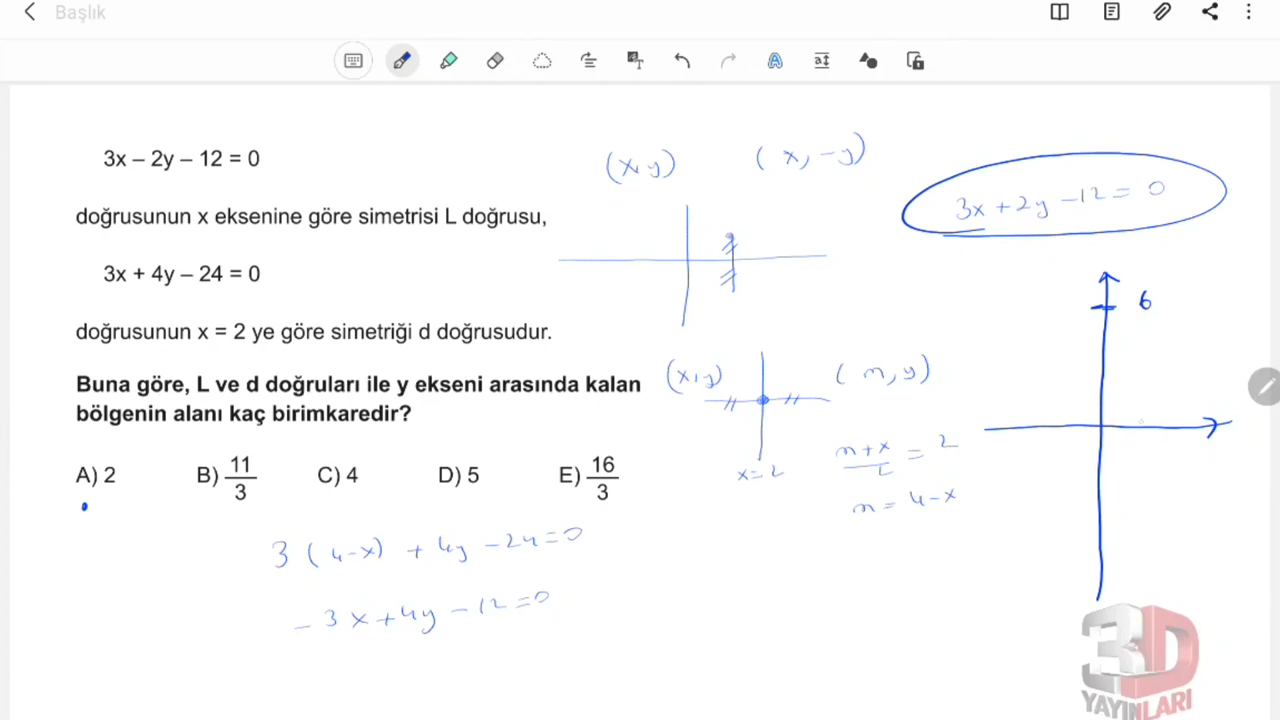 Başlık
3x – 2y – 12 = 0
(x,y) (x, -y)
3x + 2y - 12 = 0
doğrusunun x eksenine göre simetrisi L doğrusu,
3x + 4y – 24 = 0
6
doğrusunun x = 2 ye göre simetriği d doğrusudur.
Buna göre, L ve d doğruları ile y ekseni arasında kalan
bölgenin alanı kaç birimkaredir?
(x,y) (n,y)
x=2
n+x/2 = 2
n = 4-x
A) 2 B) 11/3 C) 4 D) 5 E) 16/3
3 (4-x) + 4y - 24 = 0
- 3x + 4y - 12 = 0
3D
YAYINLARI